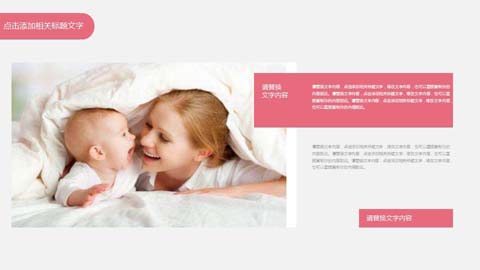 点击添加相关标题文字
请替换
文字内容
请替换文字内容，点击添加相关标题文字，修改文字内容，也可以直接复制你的
内容到此。请替换文字内容，点击添加相关标题文字，修改文字内容，也可以直
接复制你的内容到此。请替换文字内容，点击添加相关标题文字，修改文字内容
也可以直接复制你的内容到此。
请替换文字内容，点击添加相关标题文字，修改文字内容，也可以直接复制你的
内容到此。请替换文字内容，点击添加相关标题文字，修改文字内容，也可以直
接复制你的内容到此。请替换文字内容，点击添加相关标题文字，修改文字内容
也可以直接复制你的内容到此。
请替换文字内容